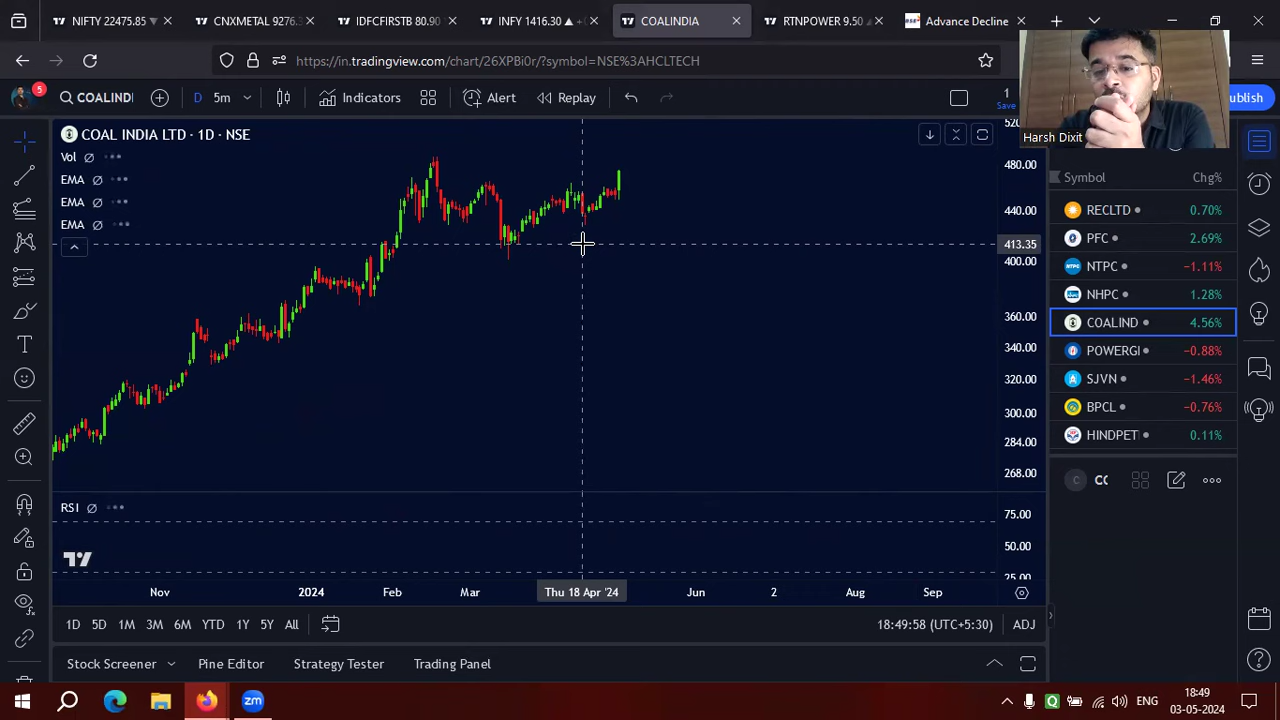 NIFTY 22475.85 ▼
CNXMETAL 9276.
IDFCFIRSTB 80.90
INFY 1416.30 ▲ +
COALINDIA
RTNPOWER 9.50 ▲
Advance Decline
https://in.tradingview.com/chart/26XPBi0r/?symbol=NSE%3AHCLTECH
5
COALINDI
D
5m
Indicators
Alert
Replay
1
Save
ublish
COAL INDIA LTD · 1D · NSE
Vol
EMA
EMA
EMA
Harsh Dixit
480.00
440.00
413.35
400.00
360.00
340.00
320.00
300.00
284.00
268.00
Symbol Chg%
RECLTD 0.70%
PFC 2.69%
NTPC −1.11%
NHPC 1.28%
COALIND 4.56%
POWERGI −0.88%
SJVN −1.46%
BPCL −0.76%
HINDPET 0.11%
RSI
75.00
50.00
25.00
Nov
2024
Feb
Mar
Thu 18 Apr '24
Jun
2
Aug
Sep
1D 5D 1M 3M 6M YTD 1Y 5Y All
18:49:58 (UTC+5:30)
ADJ
Stock Screener
Pine Editor
Strategy Tester
Trading Panel
zm
ENG
18:49
03-05-2024